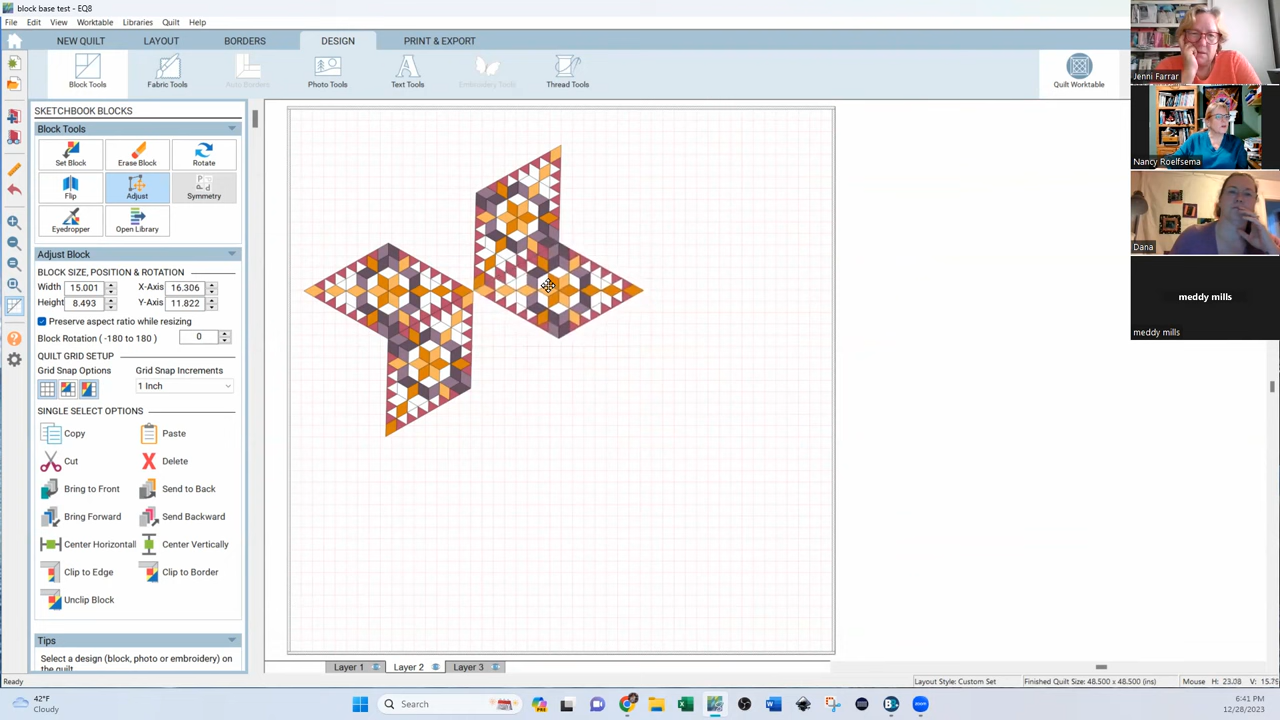 block base test - EQ8
File Edit View Worktable Libraries Quilt Help
NEW QUILT LAYOUT BORDERS DESIGN PRINT & EXPORT
Block Tools Fabric Tools Auto Borders Photo Tools Text Tools Embroidery Tools Thread Tools Quilt Worktable
SKETCHBOOK BLOCKS
Block Tools
Set Block Erase Block Rotate
Flip Adjust Symmetry
Eyedropper Open Library
Adjust Block
BLOCK SIZE, POSITION & ROTATION
Width 15.001 X-Axis 16.306
Height 8.493 Y-Axis 11.822
Preserve aspect ratio while resizing
Block Rotation ( -180 to 180 ) 0
QUILT GRID SETUP
Grid Snap Options Grid Snap Increments
1 Inch
SINGLE SELECT OPTIONS
Copy Paste
Cut Delete
Bring to Front Send to Back
Bring Forward Send Backward
Center Horizontall Center Vertically
Clip to Edge Clip to Border
Unclip Block
Tips
Select a design (block, photo or embroidery) on
the quilt
Layer 1 Layer 2 Layer 3
Ready Layout Style: Custom Set Finished Quilt Size: 48.500 x 48.500 (ins) Mouse H: 23.08 V: 15.75
42°F
Cloudy
Search
6:41 PM
12/28/2023
Jenni Farrar
Nancy Roelfsema
Dana
meddy mills
meddy mills